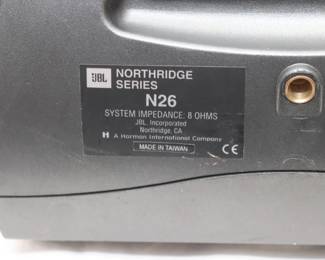 JBL NORTHRIDGE
SERIES
N26
SYSTEM IMPEDANCE: 8 OHMS
JBL, Incorporated
Northridge, CA
H A Harman International Company
MADE IN TAIWAN
CE